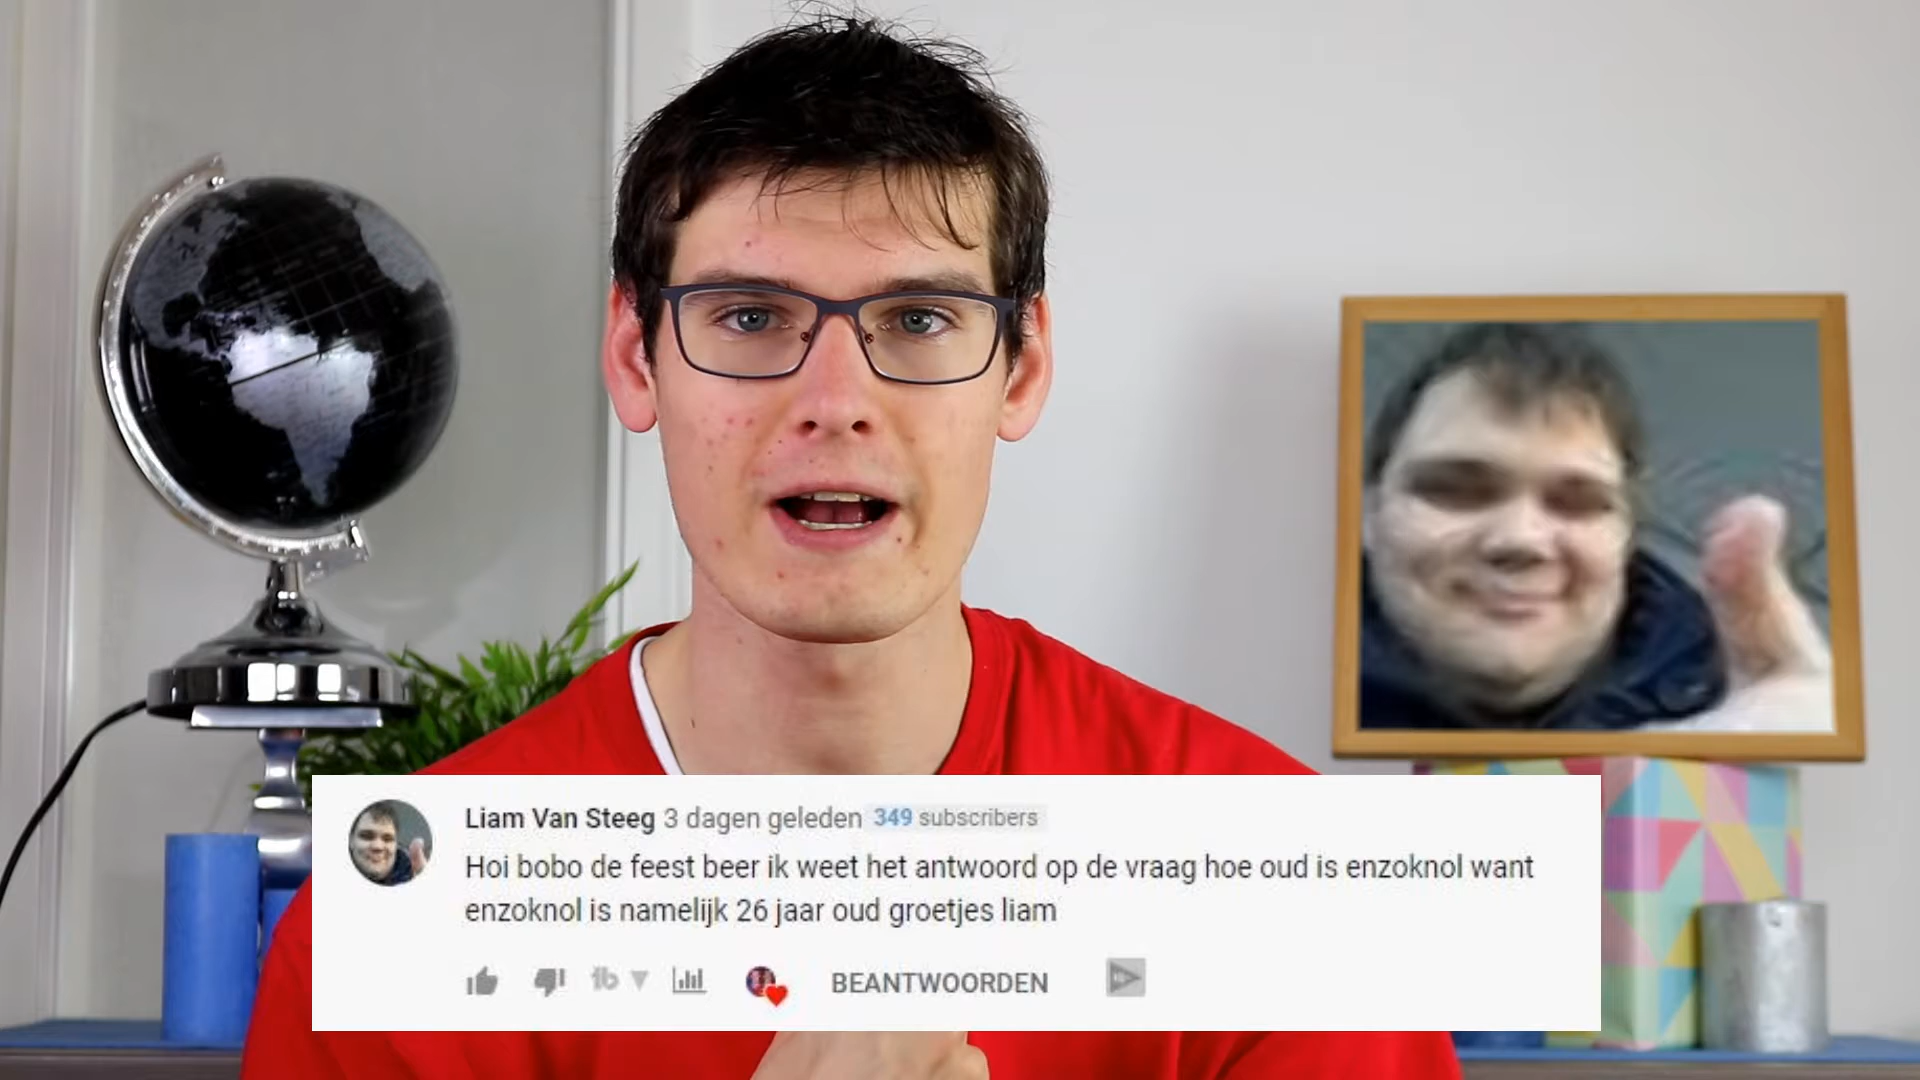 Liam Van Steeg 3 dagen geleden 349 subscribers
Hoi bobo de feest beer ik weet het antwoord op de vraag hoe oud is enzoknol want
enzoknol is namelijk 26 jaar oud groetjes liam
BEANTWOORDEN